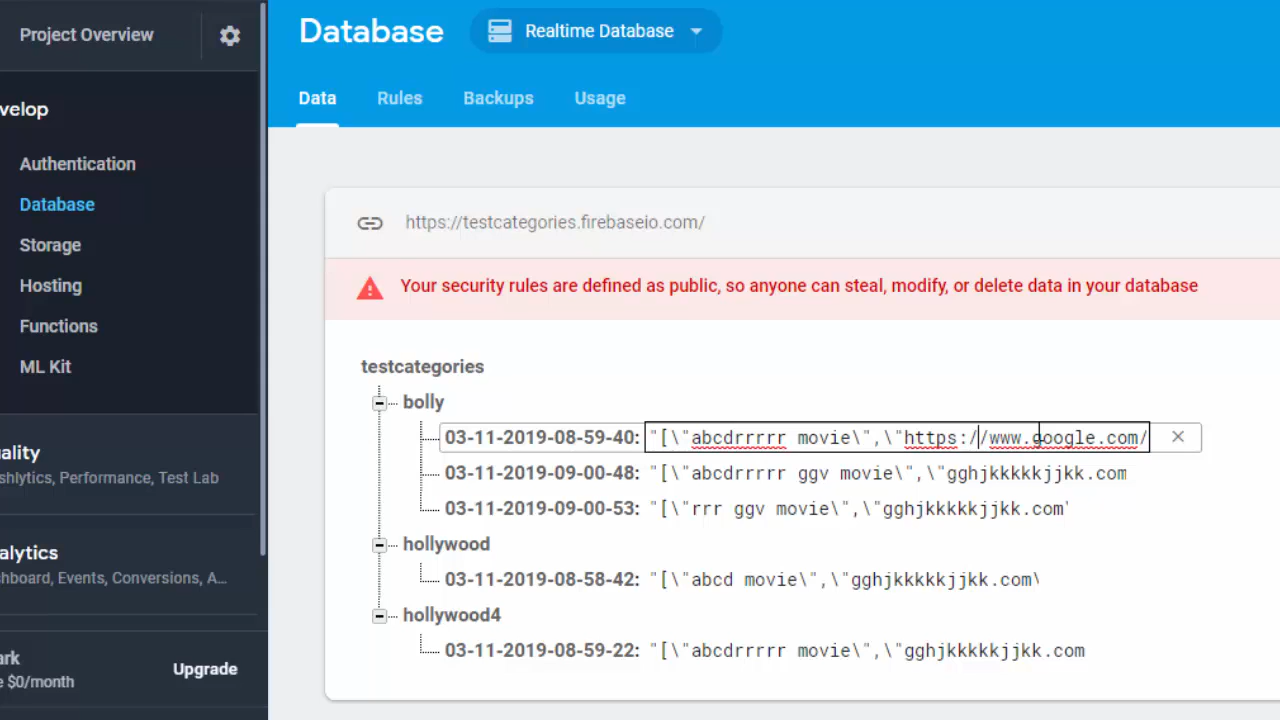 Project Overview
Database
Realtime Database
Data
Rules
Backups
Usage
velop
Authentication
Database
Storage
Hosting
Functions
ML Kit
uality
shlytics, Performance, Test Lab
alytics
shboard, Events, Conversions, A...
ark
e $0/month
Upgrade
https://testcategories.firebaseio.com/
Your security rules are defined as public, so anyone can steal, modify, or delete data in your database
testcategories
bolly
03-11-2019-08-59-40: "[\"abcdrrrrr movie\",\"https://www.google.com/
03-11-2019-09-00-48: "[\"abcdrrrrr ggv movie\",\"gghjkkkkkjjkk.com
03-11-2019-09-00-53: "[\"rrr ggv movie\",\"gghjkkkkkjjkk.com'
hollywood
03-11-2019-08-58-42: "[\"abcd movie\",\"gghjkkkkkjjkk.com\
hollywood4
03-11-2019-08-59-22: "[\"abcdrrrrr movie\",\"gghjkkkkkjjkk.com